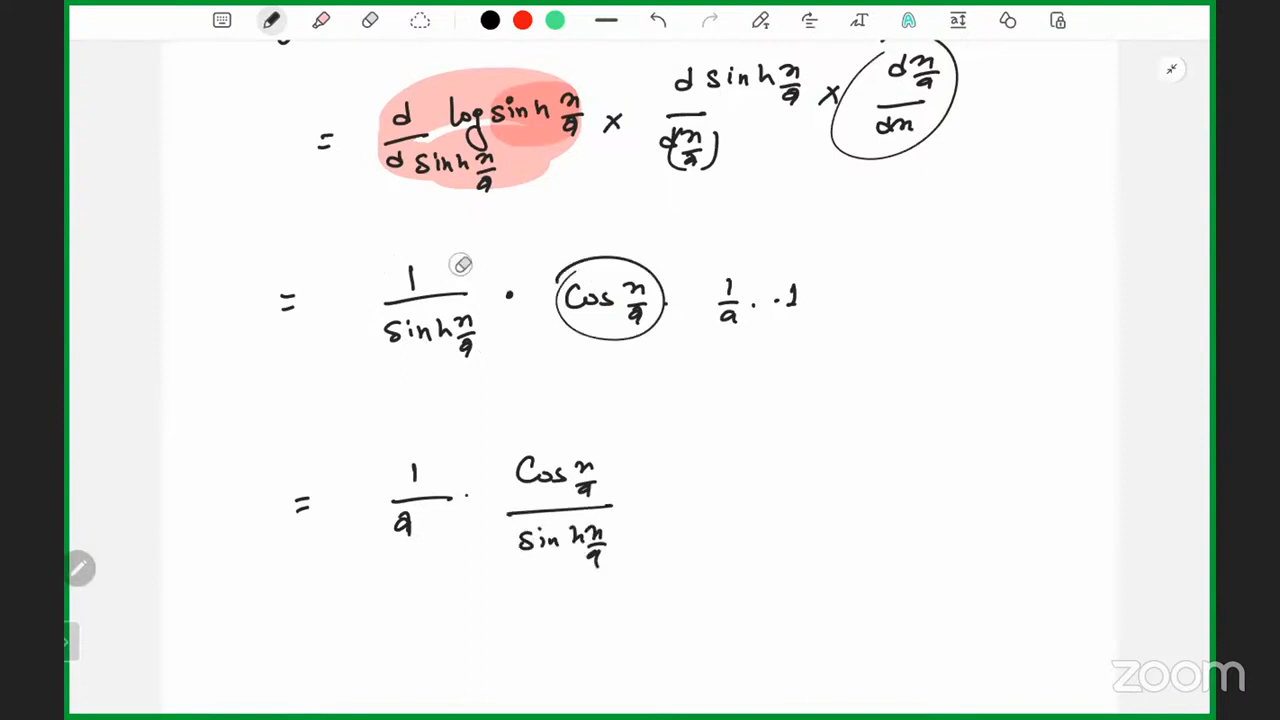 = d/d sinh x/a log sinh x/a × d sinh x/a / d(x/a) × d x/a / dx
= 1/sinh x/a · Cos x/a · 1/a · · 1
= 1/a · Cos x/a / sinh x/a
zoom